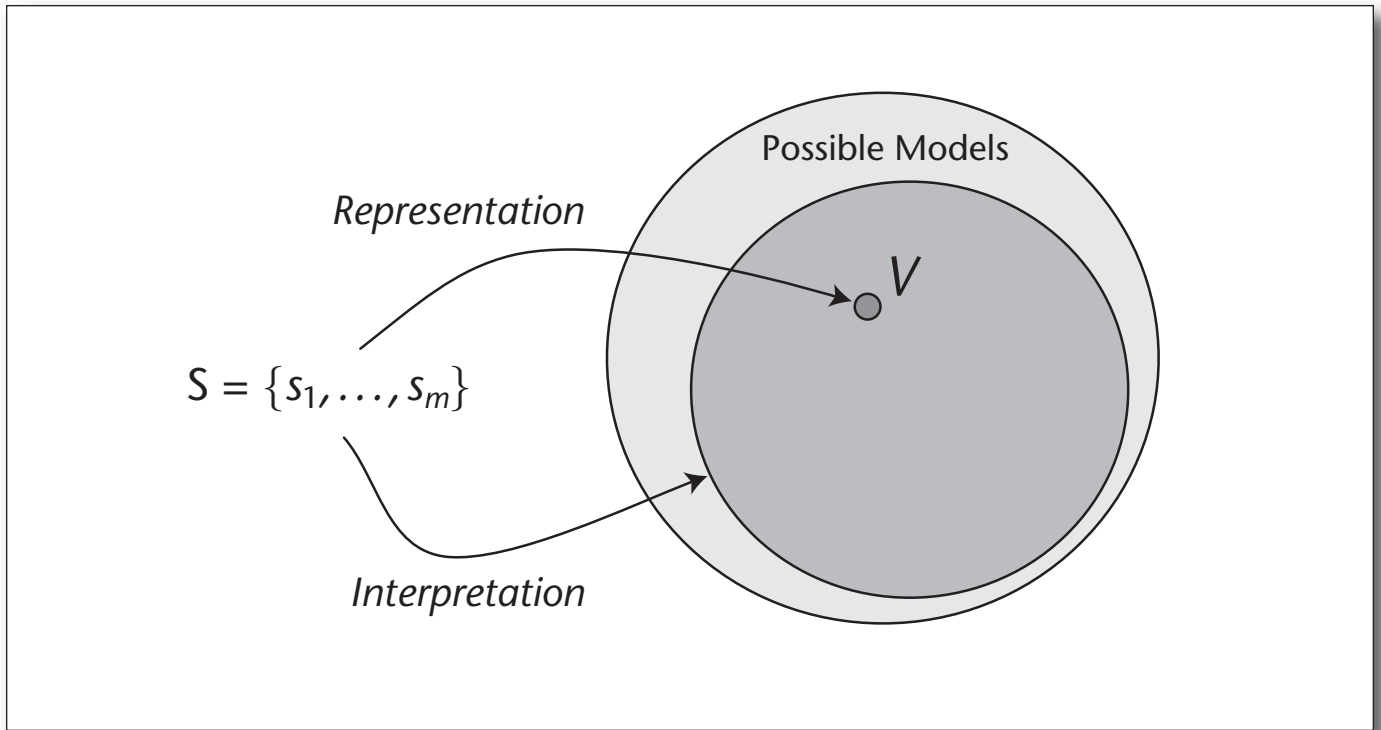 Possible Models
Representation
V
S = {s₁,…, sₘ}
Interpretation